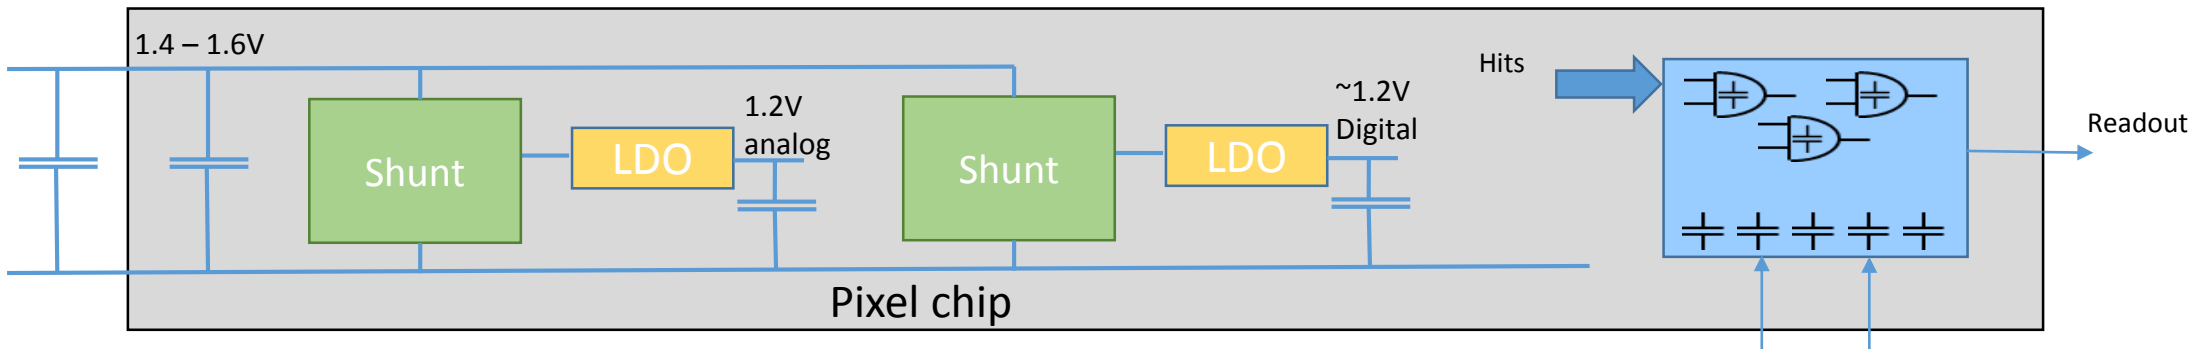 1.4 – 1.6V
Shunt
LDO
1.2V
analog
Shunt
LDO
~1.2V
Digital
Hits
Readout
Pixel chip